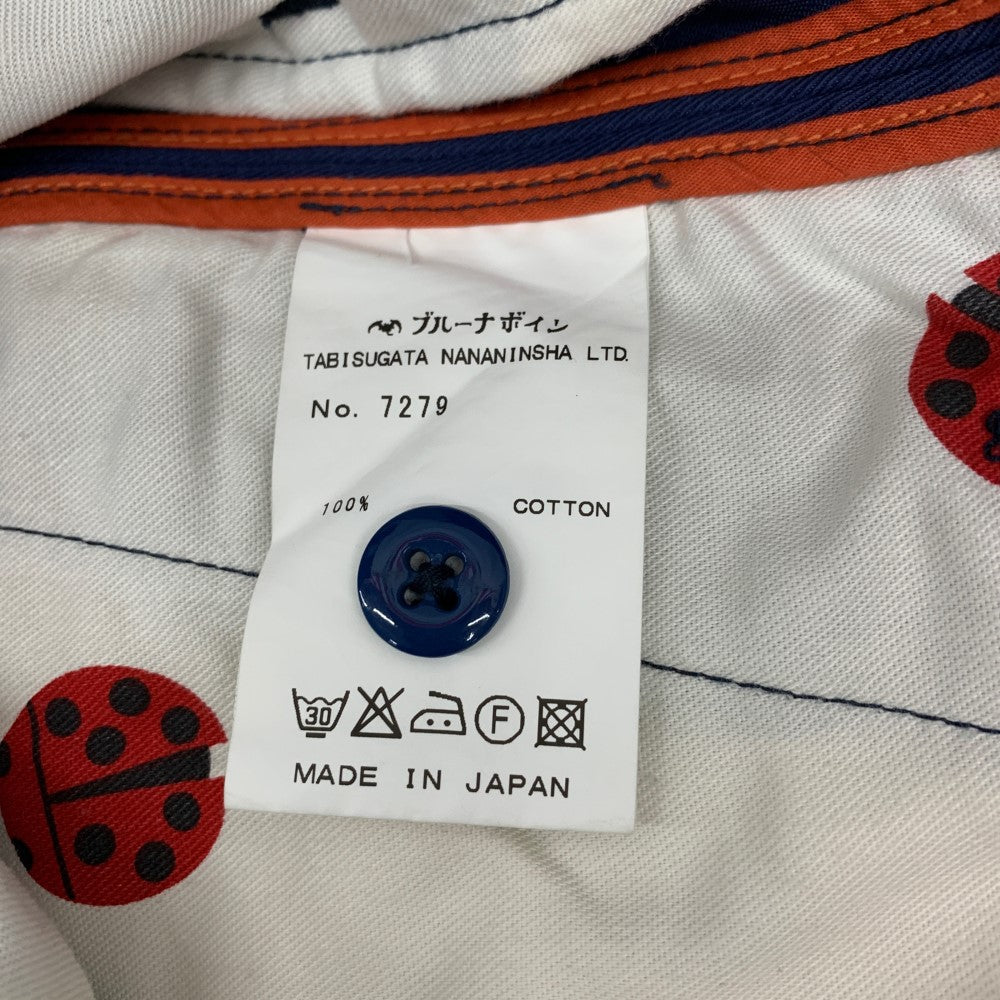 ブルーナボイン
TABISUGATA NANANINSHA LTD.
No. 7279
100% COTTON
30
F
MADE IN JAPAN